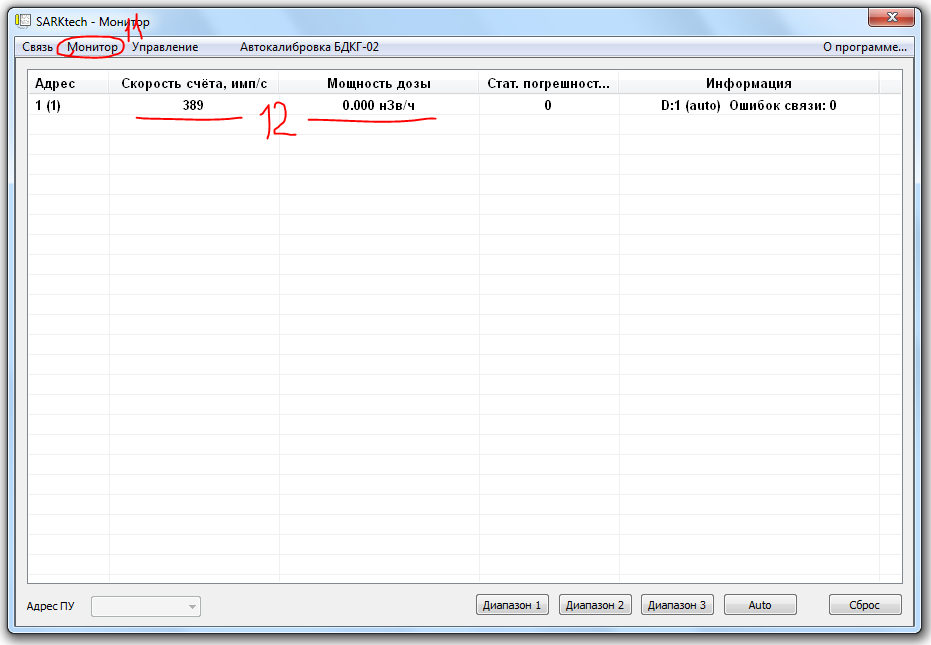 SARKtech - Монитор
11
Связь Монитор Управление Автокалибровка БДКГ-02 О программе...
Адрес Скорость счёта, имп/с Мощность дозы Стат. погрешност... Информация
1 (1) 389 0.000 нЗв/ч 0 D:1 (auto) Ошибок связи: 0
12
Адрес ПУ Диапазон 1 Диапазон 2 Диапазон 3 Auto Сброс